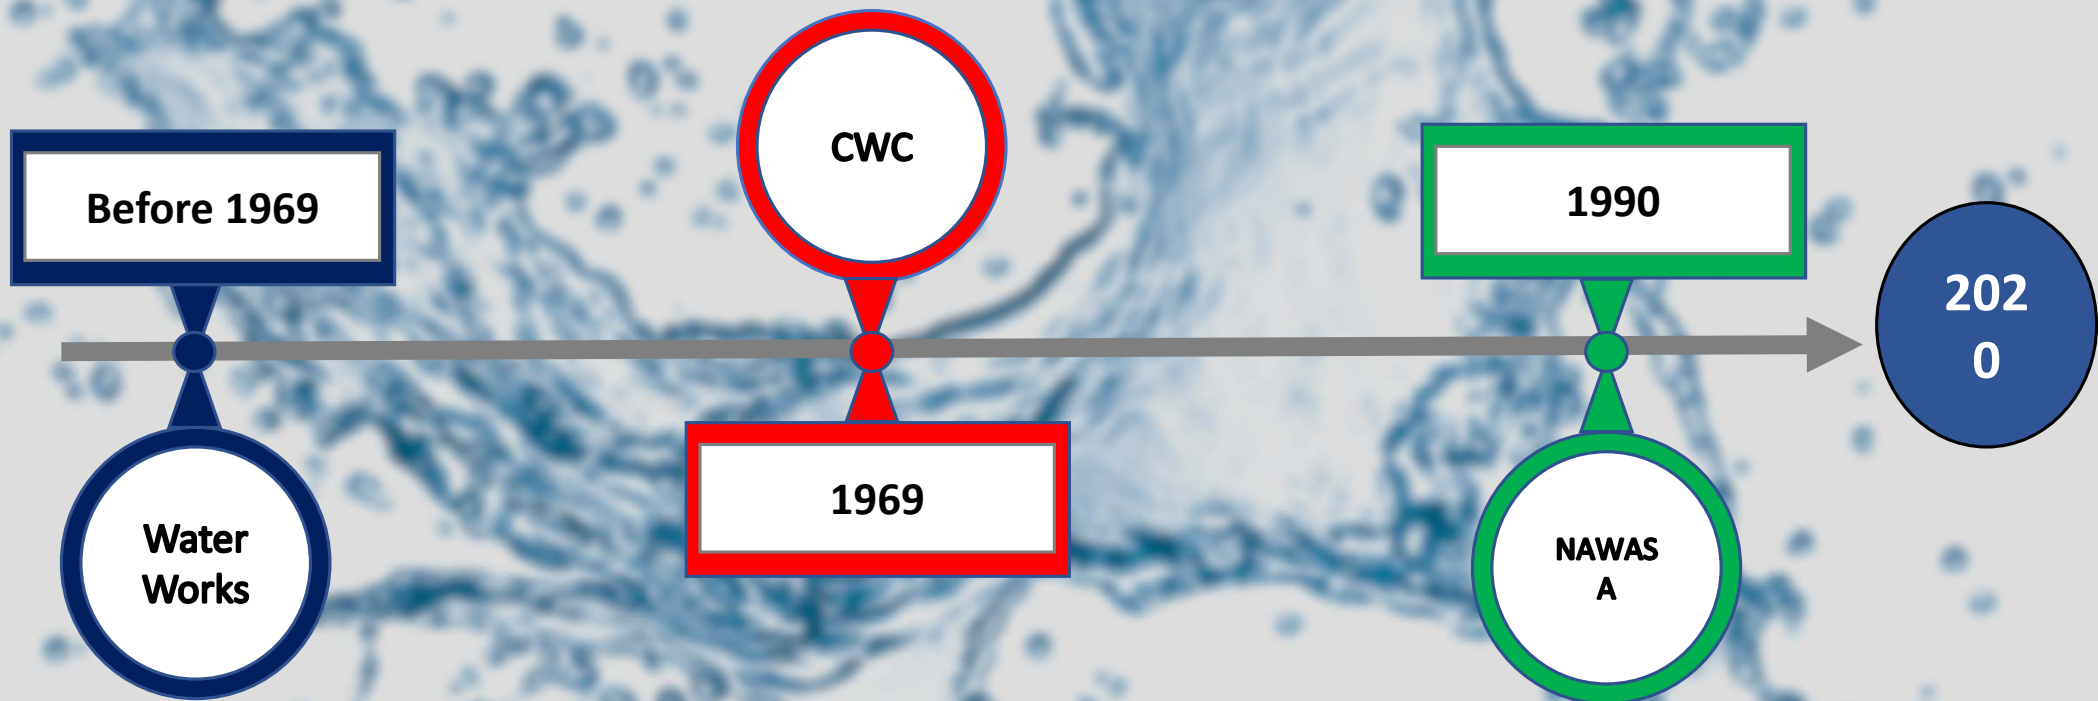 Before 1969
Water
Works
CWC
1969
1990
NAWAS
A
202
0